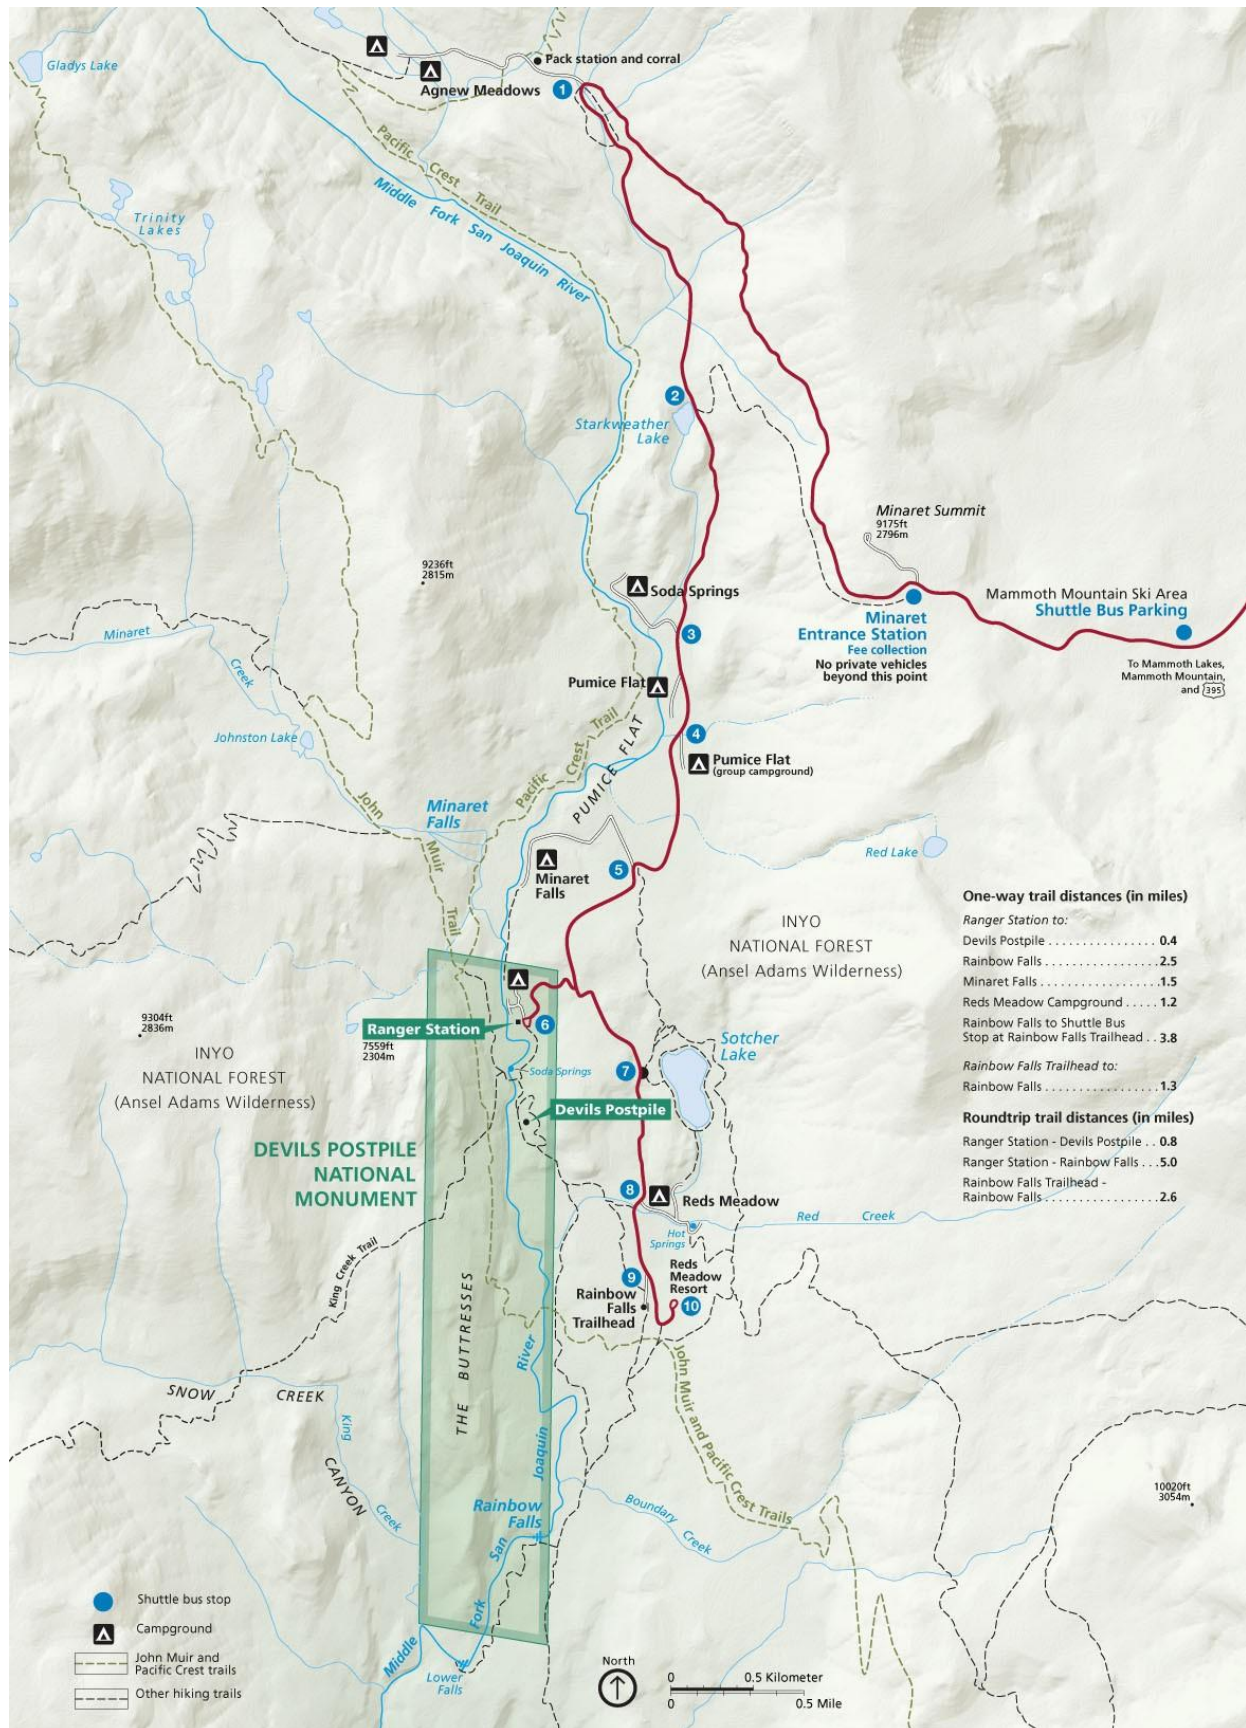 Gladys Lake
Pack station and corral
Agnew Meadows
1
Pacific Crest Trail
Middle Fork San Joaquin River
Trinity
Lakes
2
Starkweather
Lake
Minaret Summit
9175ft
2796m
9236ft
2815m
Soda Springs
Mammoth Mountain Ski Area
Shuttle Bus Parking
Minaret
Entrance Station
Fee collection
No private vehicles
beyond this point
3
Minaret
Creek
To Mammoth Lakes,
Mammoth Mountain,
and 395
Pumice Flat
Johnston Lake
4
Pacific Crest Trail
PUMICE FLAT
Pumice Flat
(group campground)
John
Muir
Trail
Minaret
Falls
Red Lake
5
Minaret
Falls
One-way trail distances (in miles)
Ranger Station to:
Devils Postpile . . . . . . . . . . . . . . . . 0.4
Rainbow Falls . . . . . . . . . . . . . . . . . 2.5
Minaret Falls . . . . . . . . . . . . . . . . . 1.5
Reds Meadow Campground . . . . . 1.2
Rainbow Falls to Shuttle Bus
Stop at Rainbow Falls Trailhead . . 3.8
Rainbow Falls Trailhead to:
Rainbow Falls . . . . . . . . . . . . . . . . . 1.3
Roundtrip trail distances (in miles)
Ranger Station - Devils Postpile . . 0.8
Ranger Station - Rainbow Falls . . . 5.0
Rainbow Falls Trailhead -
Rainbow Falls . . . . . . . . . . . . . . . . . 2.6
INYO
NATIONAL FOREST
(Ansel Adams Wilderness)
9304ft
2836m
Ranger Station
7559ft
2304m
6
INYO
NATIONAL FOREST
(Ansel Adams Wilderness)
Sotcher
Lake
Soda Springs
7
Devils Postpile
DEVILS POSTPILE
NATIONAL
MONUMENT
8
Reds Meadow
Red Creek
Hot
Springs
King Creek Trail
9
Rainbow
Falls
Trailhead
Reds
Meadow
Resort
10
THE BUTTRESSES
River
Joaquin
San
Fork
Middle
John Muir and Pacific Crest Trails
SNOW CREEK
CANYON
King
Creek
Rainbow
Falls
Boundary
Creek
10020ft
3054m
Lower
Falls
Shuttle bus stop
Campground
John Muir and
Pacific Crest trails
Other hiking trails
North
0 0.5 Kilometer
0 0.5 Mile